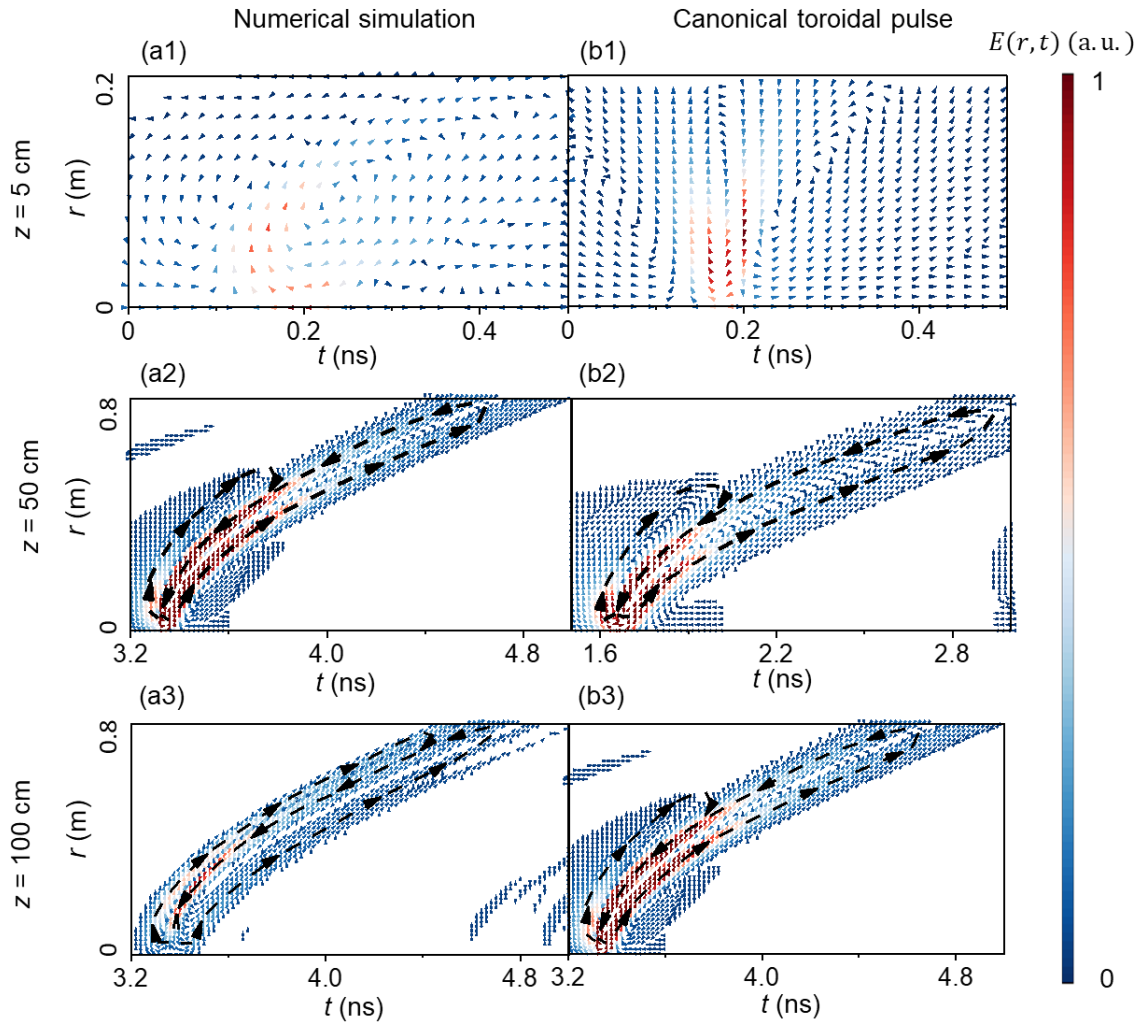 Numerical simulation
Canonical toroidal pulse
E(r, t) (a.u.)
(a1)
(b1)
1
0.2
z = 5 cm
r (m)
0
0
0.2
0.4
0
0.2
0.4
t (ns)
t (ns)
(a2)
(b2)
0.8
0.8
z = 50 cm
r (m)
r (m)
0
0
3.2
4.0
4.8
1.6
2.2
2.8
t (ns)
t (ns)
(a3)
(b3)
0.8
z = 100 cm
r (m)
0
0
3.2
4.0
4.8
3.2
4.0
4.8
t (ns)
t (ns)